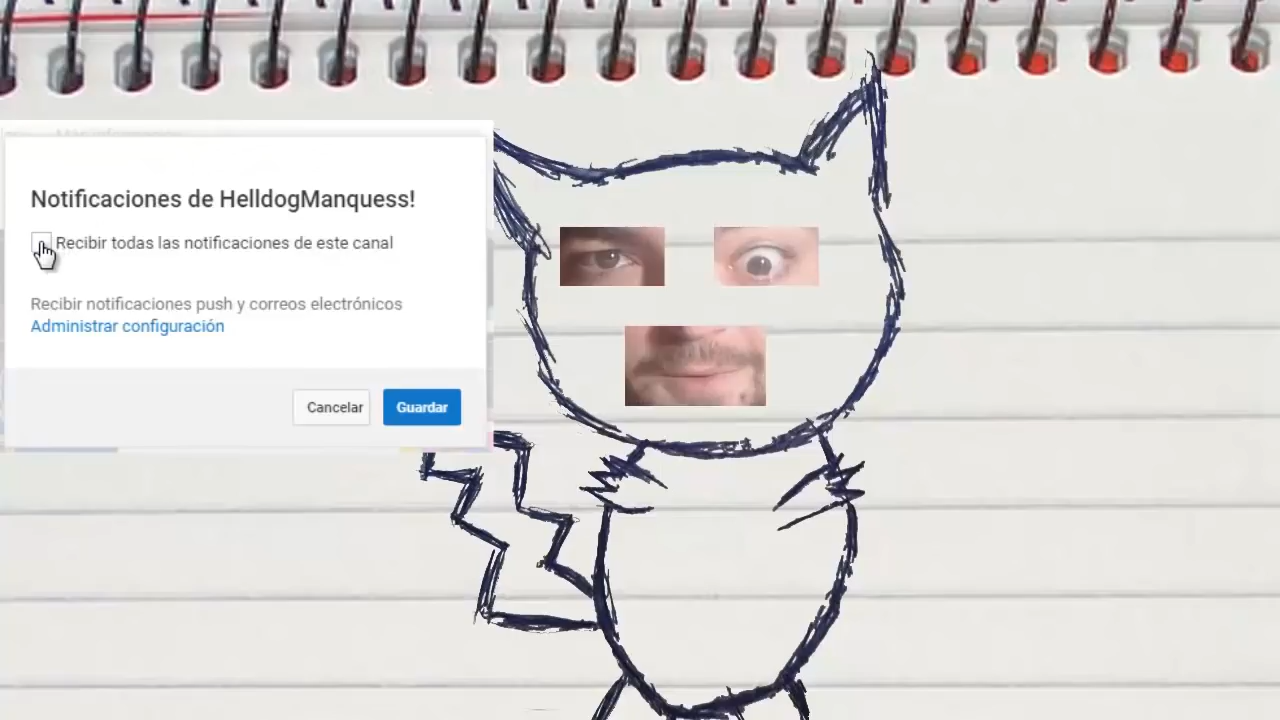 Notificaciones de HelldogManquess!
Recibir todas las notificaciones de este canal
Recibir notificaciones push y correos electrónicos
Administrar configuración
Cancelar
Guardar